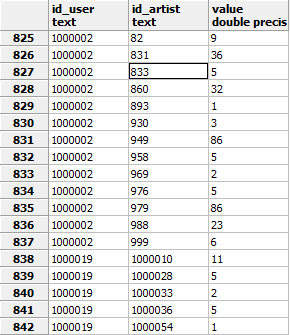 id_user id_artist value
text text double precis
825 1000002 82 9
826 1000002 831 36
827 1000002 833 5
828 1000002 860 32
829 1000002 893 1
830 1000002 930 3
831 1000002 949 86
832 1000002 958 5
833 1000002 969 2
834 1000002 976 5
835 1000002 979 86
836 1000002 988 23
837 1000002 999 6
838 1000019 1000010 11
839 1000019 1000028 5
840 1000019 1000033 2
841 1000019 1000036 5
842 1000019 1000054 1